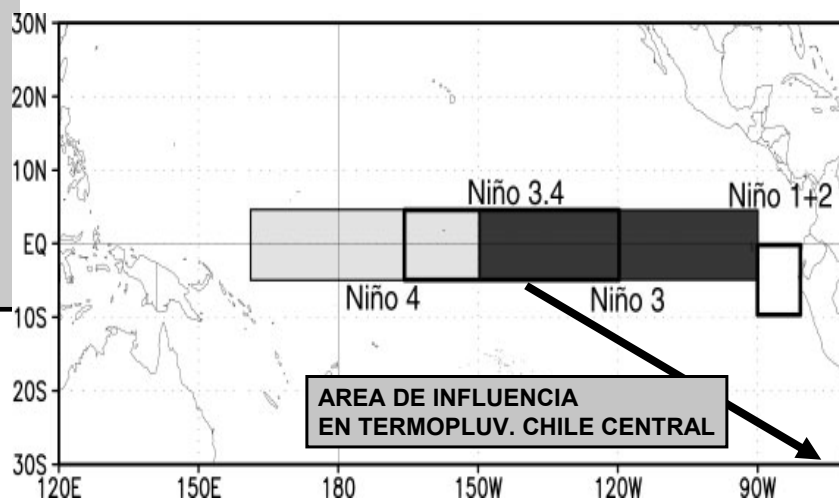 30N
20N
10N
Niño 3.4
Niño 1+2
EQ
Niño 4
Niño 3
10S
20S
AREA DE INFLUENCIA
EN TERMOPLUV. CHILE CENTRAL
30S
120E 150E 180 150W 120W 90W